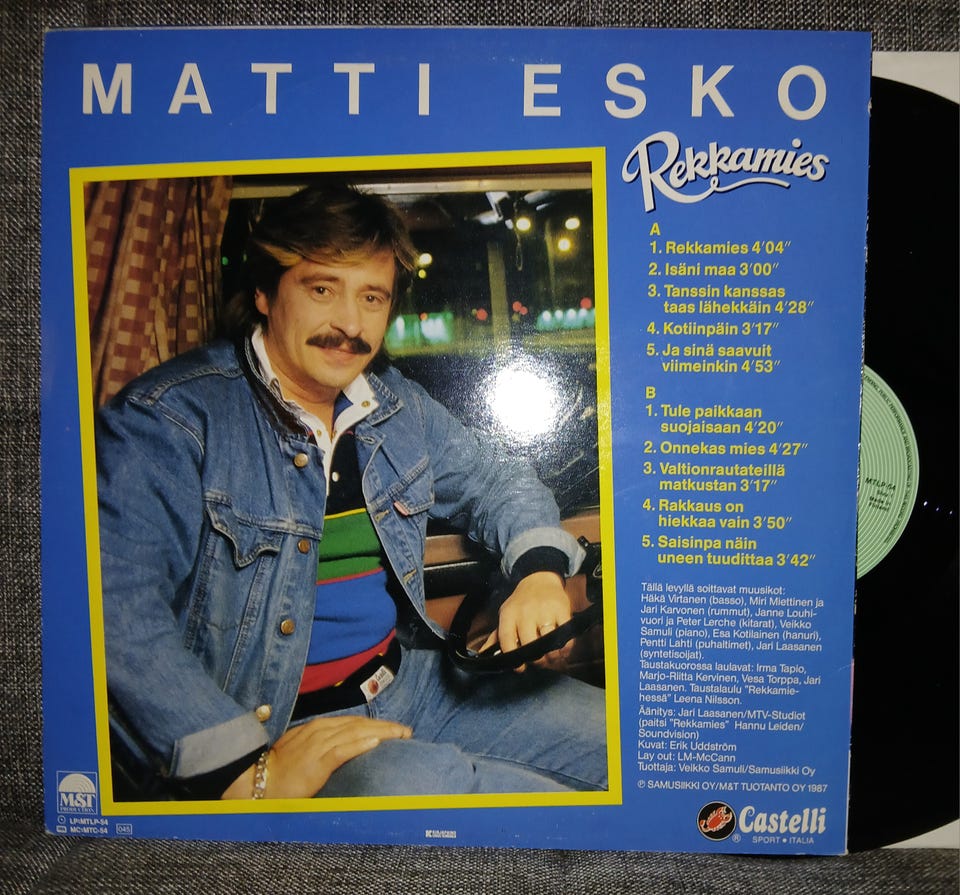 MATTI ESKO
Rekkamies
A
1. Rekkamies 4'04"
2. Isäni maa 3'00"
3. Tanssin kanssas
taas lähekkäin 4'28"
4. Kotiinpäin 3'17"
5. Ja sinä saavuit
viimeinkin 4'53"
B
1. Tule paikkaan
suojaisaan 4'20"
2. Onnekas mies 4'27"
3. Valtionrautateillä
matkustan 3'17"
4. Rakkaus on
hiekkaa vain 3'50"
5. Saisinpa näin
uneen tuudittaa 3'42"
Tällä levyllä soittavat muusikot:
Häkä Virtanen (basso), Miri Miettinen ja
Jari Karvonen (rummut), Janne Louhi-
vuori ja Peter Lerche (kitarat), Veikko
Samuli (piano), Esa Kotilainen (hanuri),
Pentti Lahti (puhaltimet), Jari Laasanen
(syntetisoijat).
Taustakuorossa laulavat: Irma Tapio,
Marjo-Riitta Kervinen, Vesa Torppa, Jari
Laasanen. Taustalaulu "Rekkamie-
hessä" Leena Nilsson.
Äänitys: Jari Laasanen/MTV-Studiot
(paitsi "Rekkamies" Hannu Leiden/
Soundvision)
Kuvat: Erik Uddström
Lay out: LM-McCann
Tuottaja: Veikko Samuli/Samusiikki Oy
℗ SAMUSIIKKI OY/M&T TUOTANTO OY 1987
Castelli
® SPORT • ITALIA
M&T
PRODUCTION
LP:MTLP-54
MC:MTC-54 045
MTLP-54